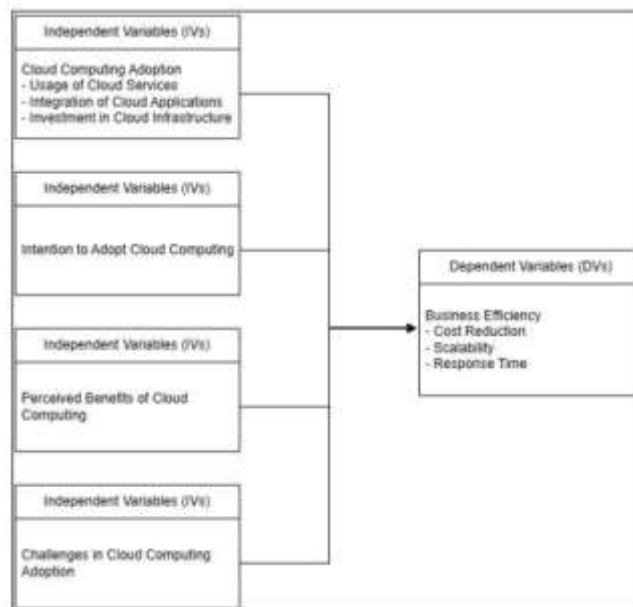 Independent Variables (IVs)
Cloud Computing Adoption
- Usage of Cloud Services
- Integration of Cloud Applications
- Investment in Cloud Infrastructure
Independent Variables (IVs)
Intention to Adopt Cloud Computing
Independent Variables (IVs)
Perceived Benefits of Cloud
Computing
Independent Variables (IVs)
Challenges in Cloud Computing
Adoption
Dependent Variables (DVs)
Business Efficiency
- Cost Reduction
- Scalability
- Response Time